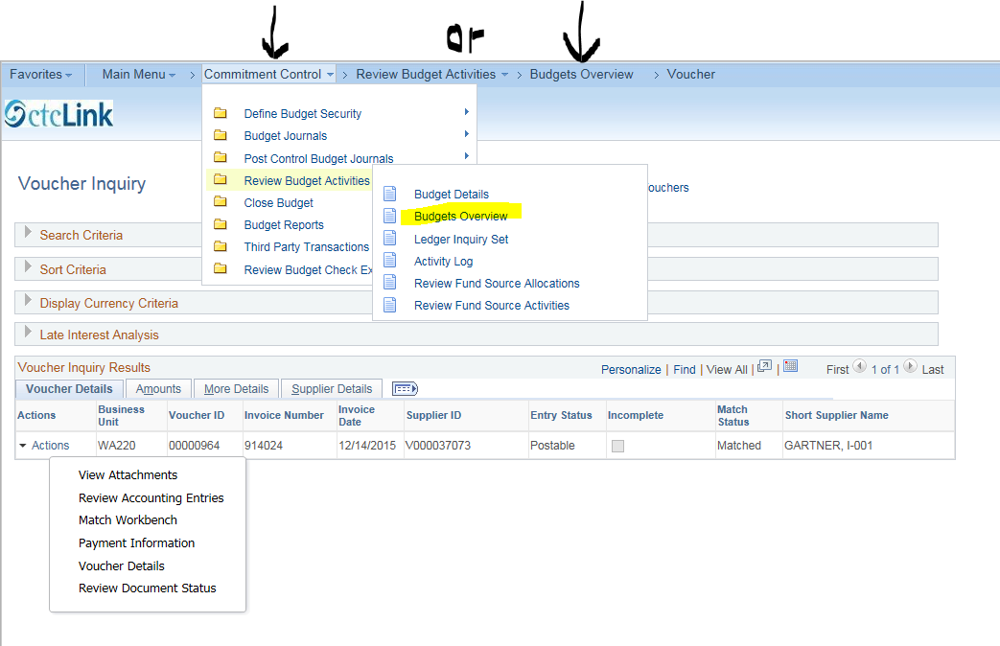 or
Favorites Main Menu > Commitment Control > Review Budget Activities > Budgets Overview > Voucher
ctcLink
Define Budget Security
Budget Journals
Post Control Budget Journals
Review Budget Activities
Close Budget
Budget Reports
Third Party Transactions
Review Budget Check Ex
Budget Details
Budgets Overview
Ledger Inquiry Set
Activity Log
Review Fund Source Allocations
Review Fund Source Activities
Voucher Inquiry
ouchers
Search Criteria
Sort Criteria
Display Currency Criteria
Late Interest Analysis
Voucher Inquiry Results
Personalize | Find | View All | | First 1 of 1 Last
Voucher Details Amounts More Details Supplier Details
Actions Business Unit Voucher ID Invoice Number Invoice Date Supplier ID Entry Status Incomplete Match Status Short Supplier Name
Actions WA220 00000964 914024 12/14/2015 V000037073 Postable Matched GARTNER, I-001
View Attachments
Review Accounting Entries
Match Workbench
Payment Information
Voucher Details
Review Document Status